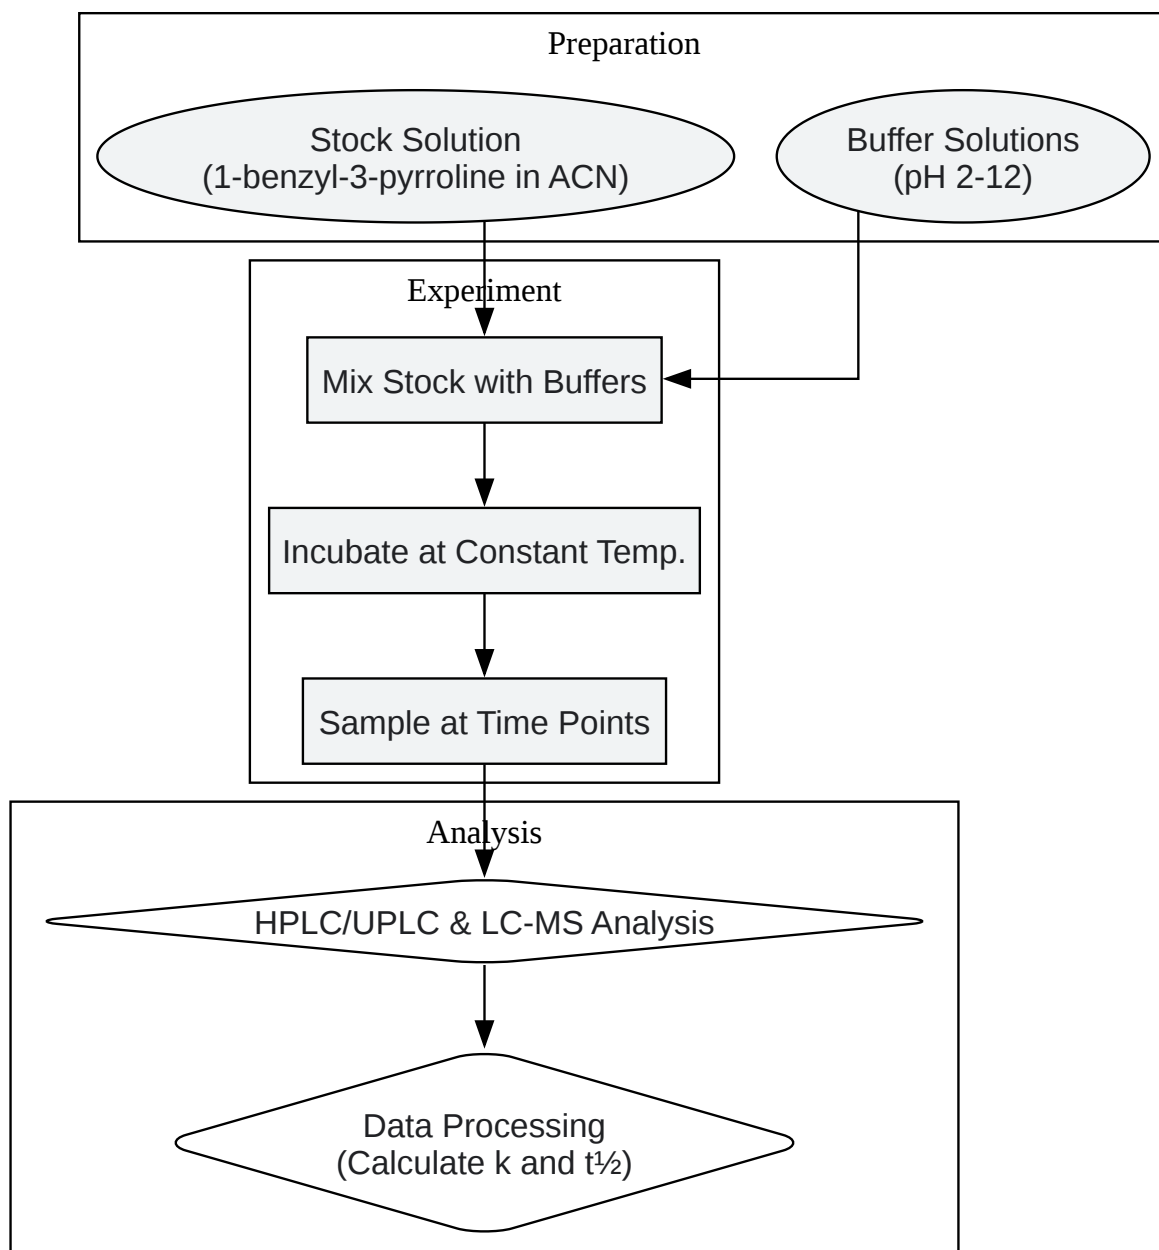 Preparation
Stock Solution
(1-benzyl-3-pyrroline in ACN)
Buffer Solutions
(pH 2-12)
Experiment
Mix Stock with Buffers
Incubate at Constant Temp.
Sample at Time Points
Analysis
HPLC/UPLC & LC-MS Analysis
Data Processing
(Calculate k and t½)